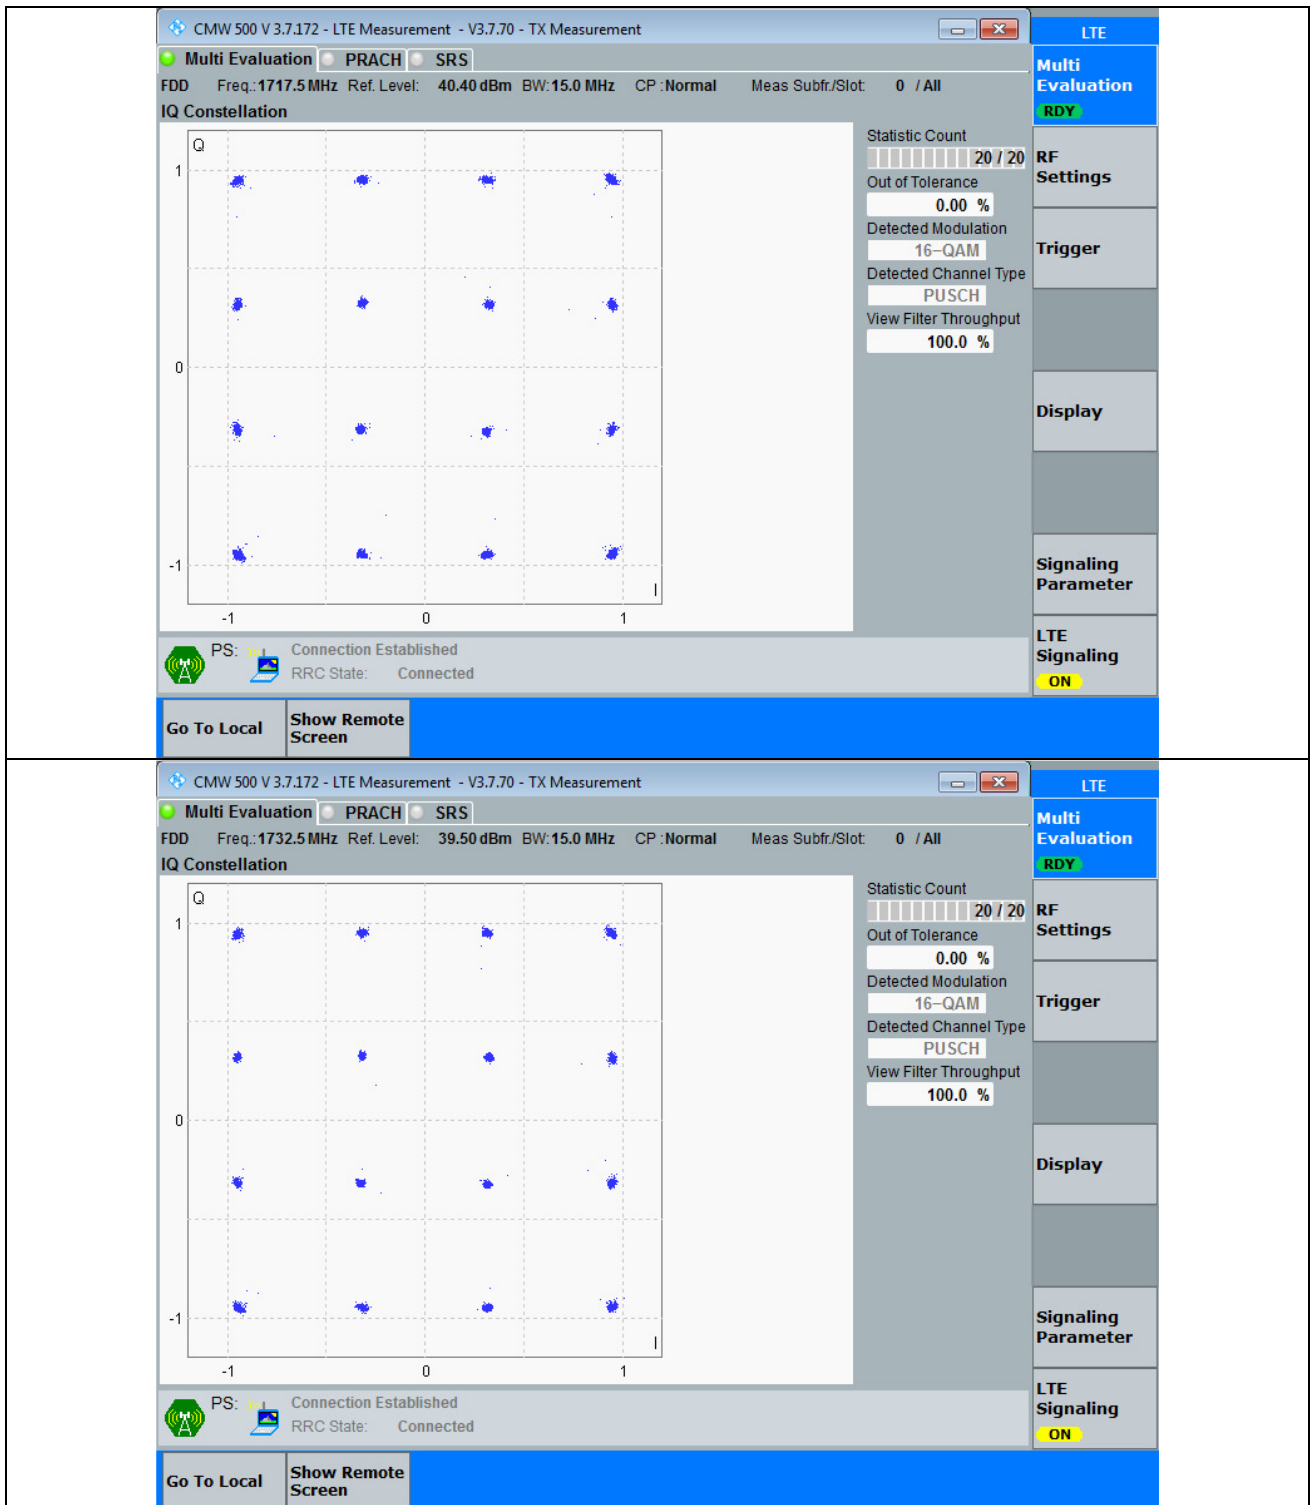 CMW 500 V 3.7.172 - LTE Measurement - V3.7.70 - TX Measurement
LTE
Multi Evaluation PRACH SRS
FDD Freq.:1717.5 MHz Ref. Level: 40.40 dBm BW:15.0 MHz CP :Normal Meas Subfr./Slot: 0 / All
IQ Constellation
Q
1
0
-1
I
-1 0 1
Statistic Count
20 / 20
Out of Tolerance
0.00 %
Detected Modulation
16-QAM
Detected Channel Type
PUSCH
View Filter Throughput
100.0 %
Multi
Evaluation
RDY
RF
Settings
Trigger
Display
Signaling
Parameter
LTE
Signaling
ON
PS: Connection Established
RRC State: Connected
Go To Local
Show Remote
Screen
CMW 500 V 3.7.172 - LTE Measurement - V3.7.70 - TX Measurement
LTE
Multi Evaluation PRACH SRS
FDD Freq.:1732.5 MHz Ref. Level: 39.50 dBm BW:15.0 MHz CP :Normal Meas Subfr./Slot: 0 / All
IQ Constellation
Q
1
0
-1
I
-1 0 1
Statistic Count
20 / 20
Out of Tolerance
0.00 %
Detected Modulation
16-QAM
Detected Channel Type
PUSCH
View Filter Throughput
100.0 %
Multi
Evaluation
RDY
RF
Settings
Trigger
Display
Signaling
Parameter
LTE
Signaling
ON
PS: Connection Established
RRC State: Connected
Go To Local
Show Remote
Screen